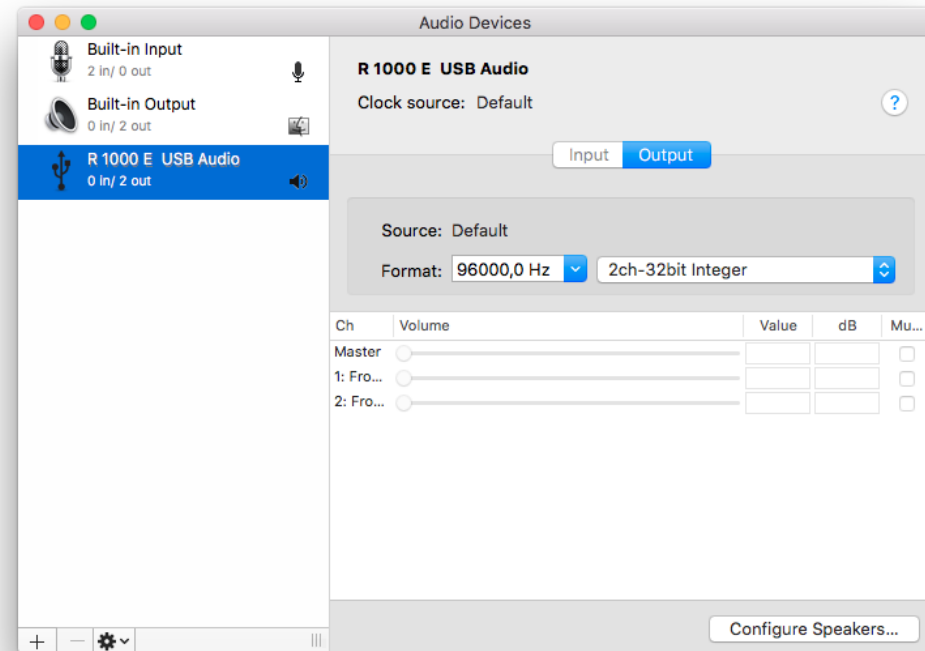 Audio Devices
Built-in Input
2 in/ 0 out
Built-in Output
0 in/ 2 out
R 1000 E  USB Audio
0 in/ 2 out
R 1000 E  USB Audio
Clock source: Default
?
Input
Output
Source: Default
Format: 96000,0 Hz 2ch-32bit Integer
Ch Volume Value dB Mu...
Master
1: Fro...
2: Fro...
Configure Speakers...